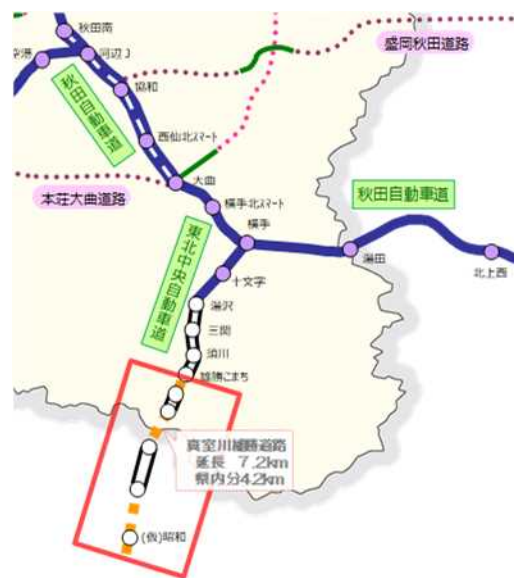 秋田南
空港
河辺J
盛岡秋田道路
協和
秋田自動車道
西仙北スマート
大曲
本荘大曲道路
横手北スマート
秋田自動車道
横手
湯田
北上西
東北中央自動車道
十文字
湯沢
三関
須川
雄勝こまち
真室川雄勝道路
延長 7.2km
県内分4.2km
(仮)昭和